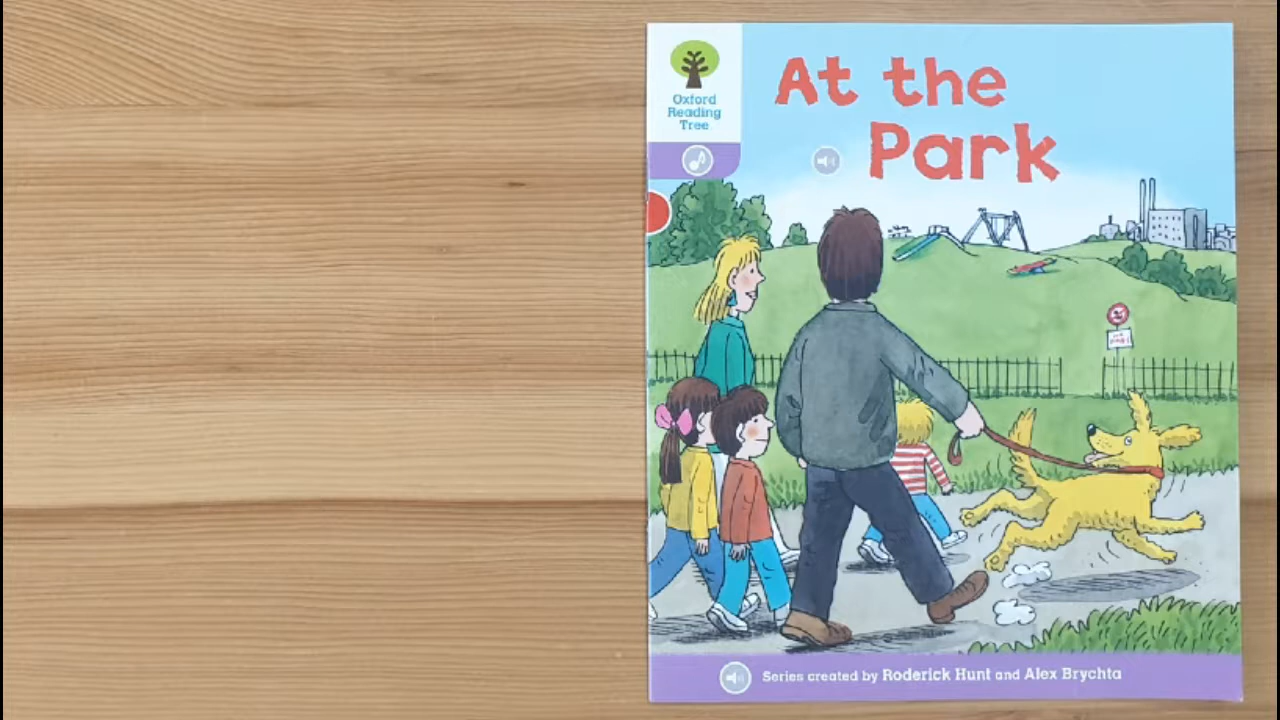 Oxford
Reading
Tree
At the
Park
Series created by Roderick Hunt and Alex Brychta